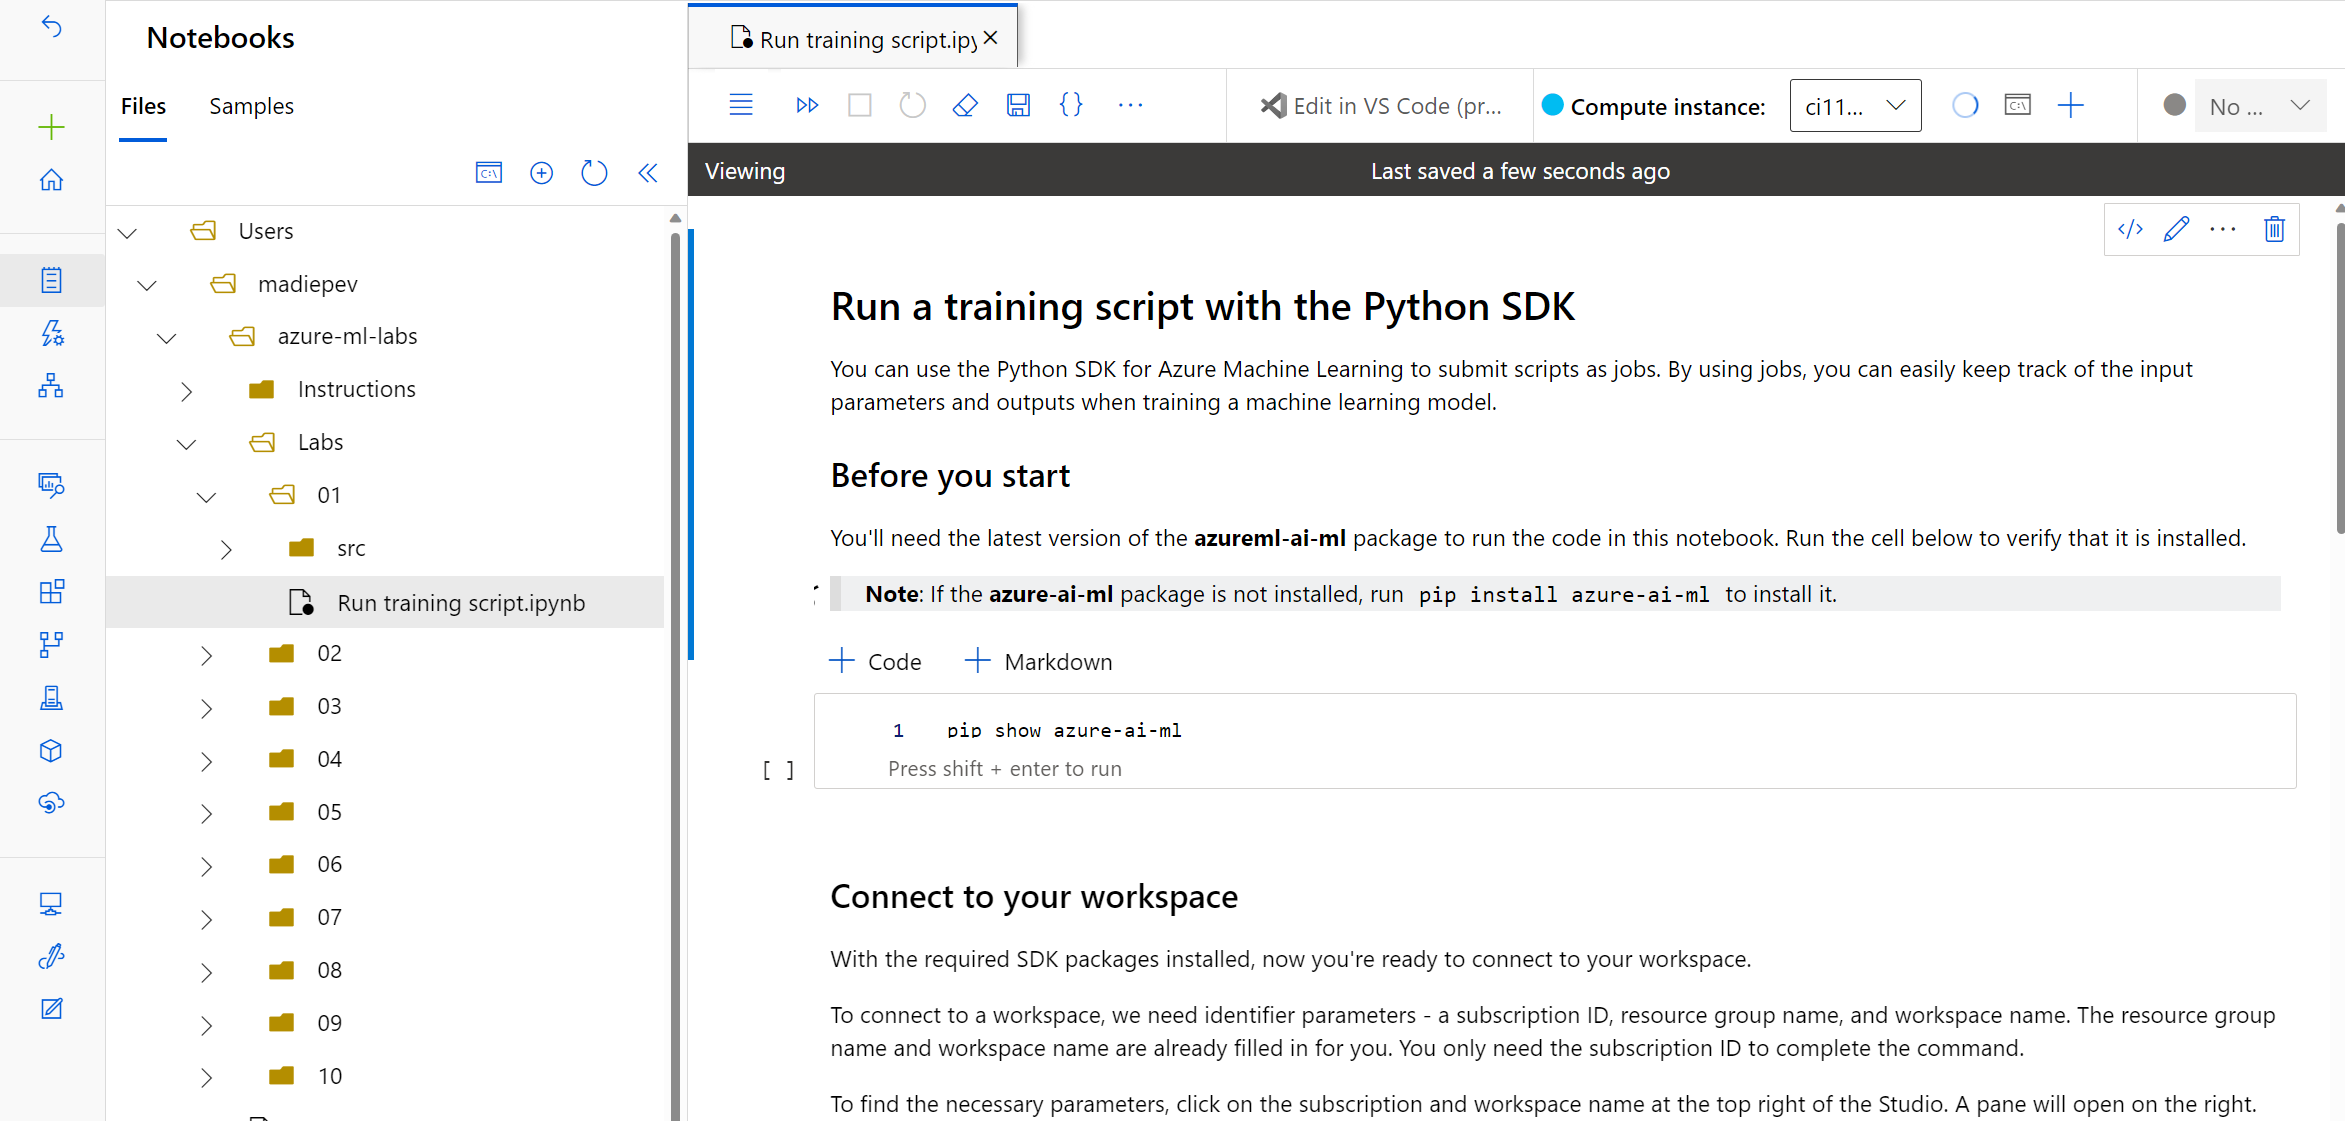 Notebooks
Files Samples
Users
madiepev
azure-ml-labs
Instructions
Labs
01
src
Run training script.ipynb
02
03
04
05
06
07
08
09
10
Run training script.ipy
Edit in VS Code (pr... Compute instance: ci11... No ...
Viewing Last saved a few seconds ago
Run a training script with the Python SDK
You can use the Python SDK for Azure Machine Learning to submit scripts as jobs. By using jobs, you can easily keep track of the input
parameters and outputs when training a machine learning model.
Before you start
You'll need the latest version of the azureml-ai-ml package to run the code in this notebook. Run the cell below to verify that it is installed.
Note: If the azure-ai-ml package is not installed, run pip install azure-ai-ml to install it.
+ Code + Markdown
1 pip show azure-ai-ml
[ ] Press shift + enter to run
Connect to your workspace
With the required SDK packages installed, now you're ready to connect to your workspace.
To connect to a workspace, we need identifier parameters - a subscription ID, resource group name, and workspace name. The resource group
name and workspace name are already filled in for you. You only need the subscription ID to complete the command.
To find the necessary parameters, click on the subscription and workspace name at the top right of the Studio. A pane will open on the right.